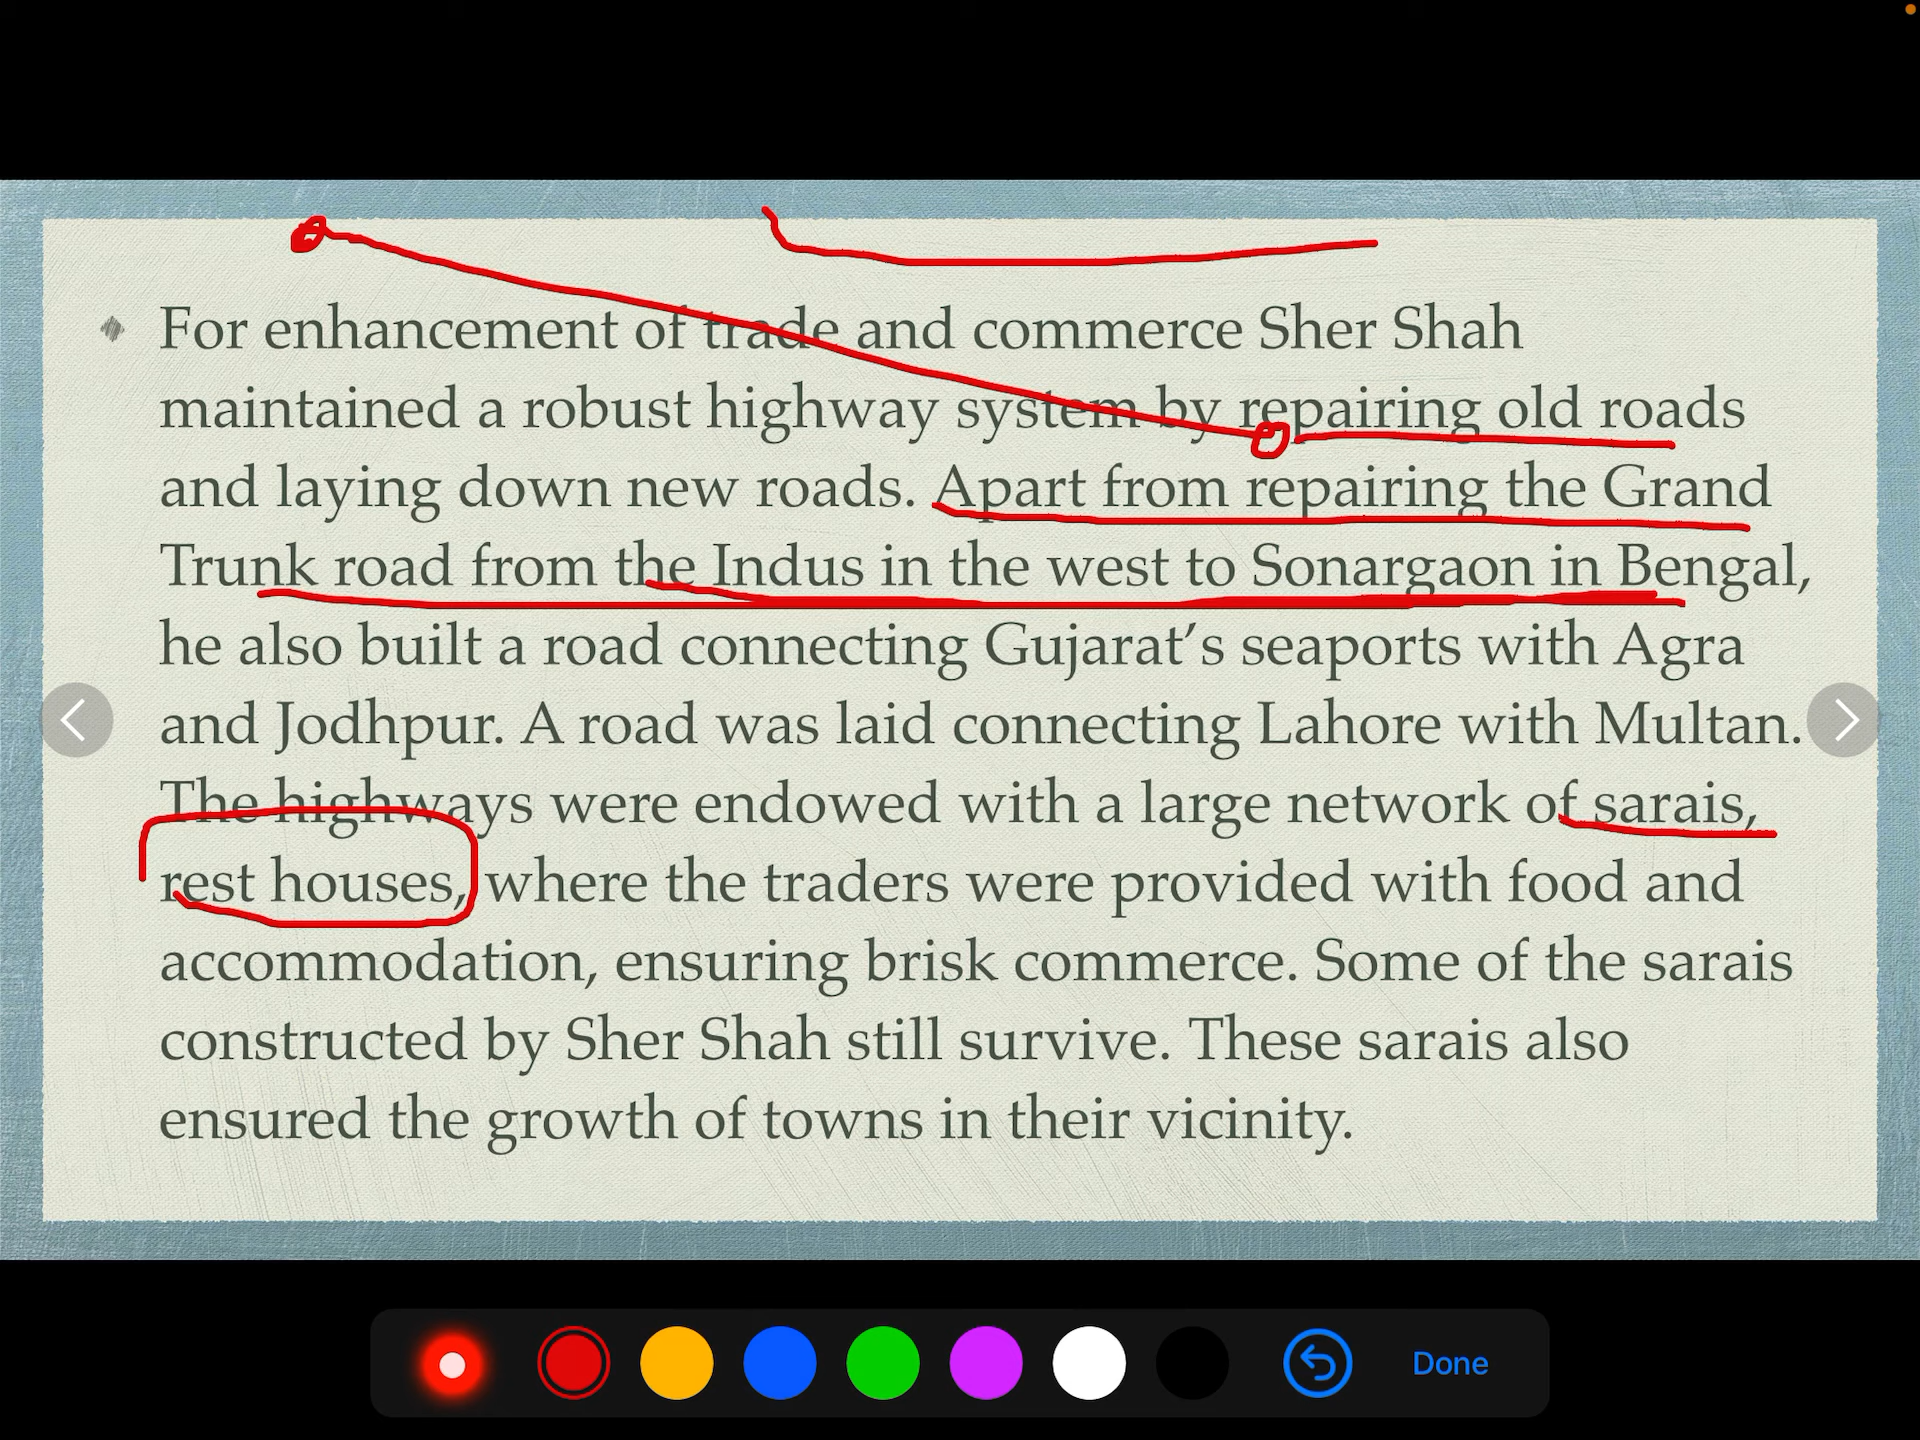 For enhancement of trade and commerce Sher Shah
maintained a robust highway system by repairing old roads
and laying down new roads. Apart from repairing the Grand
Trunk road from the Indus in the west to Sonargaon in Bengal,
he also built a road connecting Gujarat’s seaports with Agra
and Jodhpur. A road was laid connecting Lahore with Multan.
The highways were endowed with a large network of sarais,
rest houses, where the traders were provided with food and
accommodation, ensuring brisk commerce. Some of the sarais
constructed by Sher Shah still survive. These sarais also
ensured the growth of towns in their vicinity.
Done